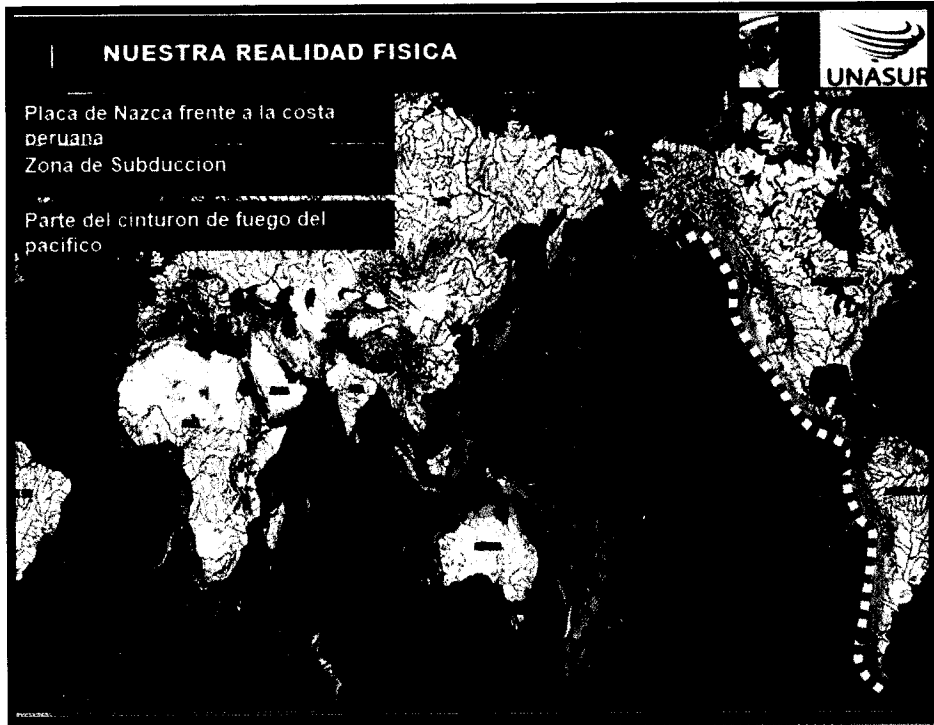 NUESTRA REALIDAD FISICA
UNASUR
Placa de Nazca frente a la costa
peruana
Zona de Subduccion
Parte del cinturon de fuego del
pacifico